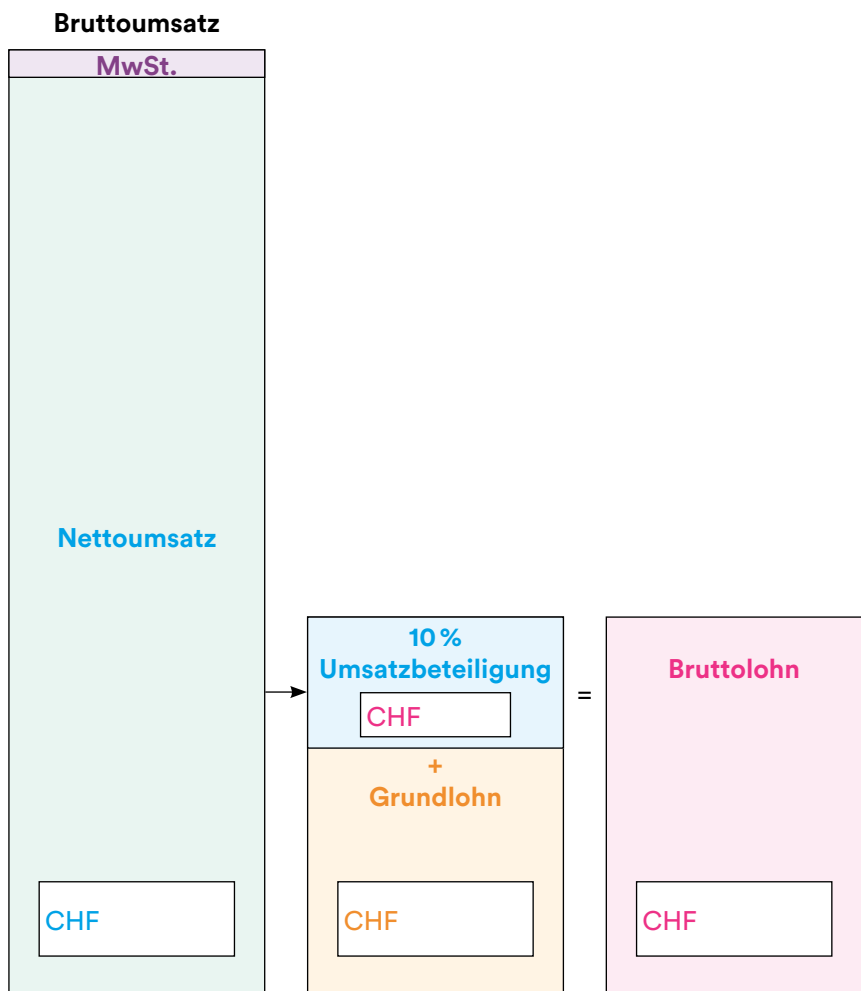 Bruttoumsatz
MwSt.
Nettoumsatz
CHF
10 %
Umsatzbeteiligung
CHF
+
Grundlohn
CHF
=
Bruttolohn
CHF